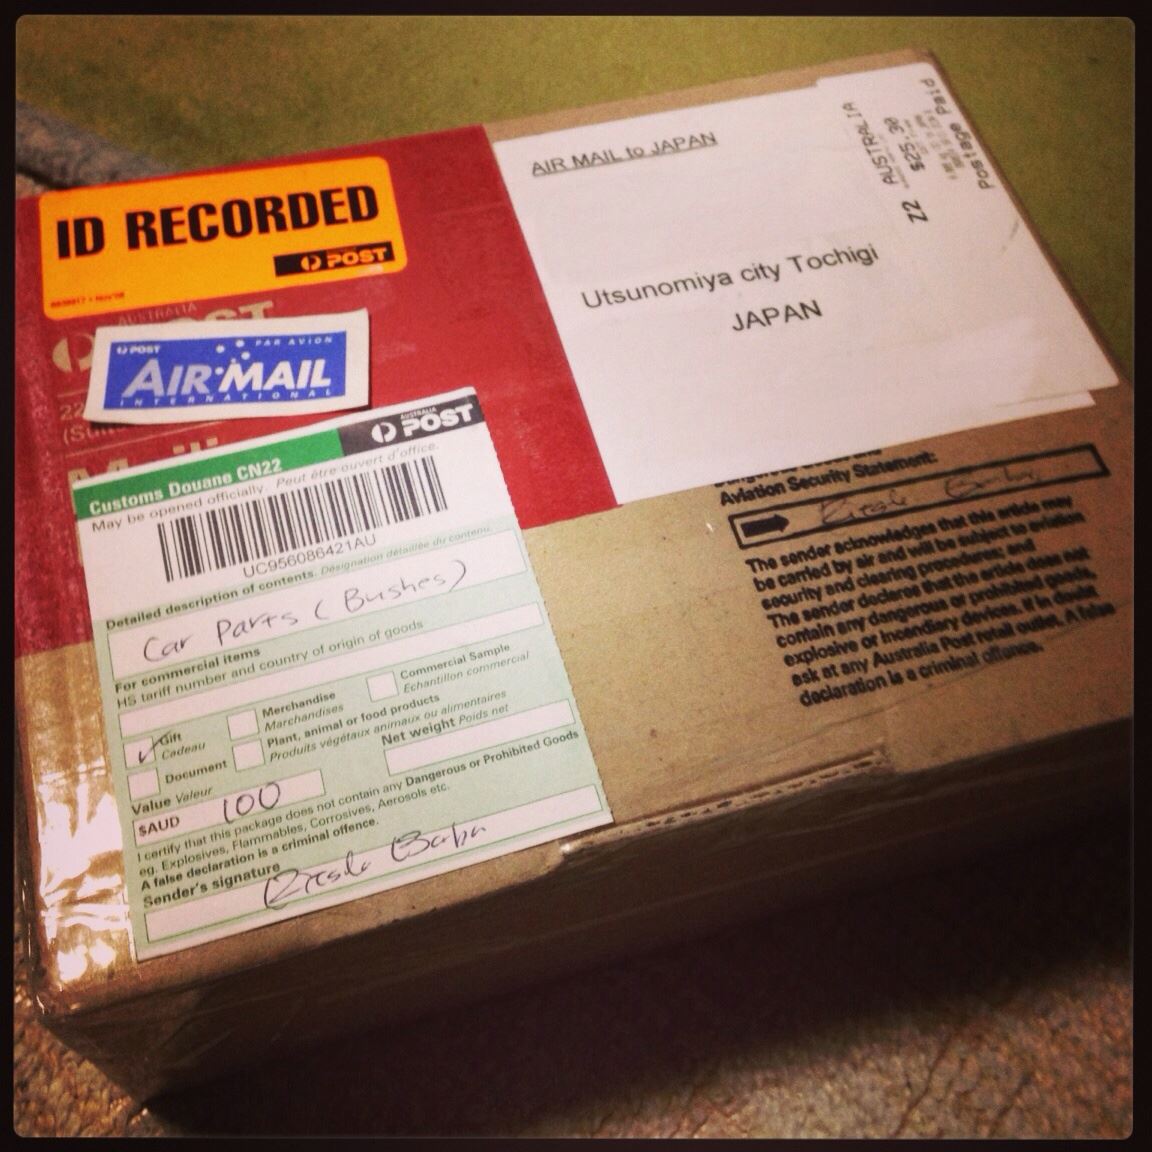 ID RECORDED
POST
AUSTRALIA
POST
POST PAR AVION
AIR MAIL
INTERNATIONAL
AIR MAIL to JAPAN
Utsunomiya city Tochigi
JAPAN
AUSTRALIA
$25.30
Postage Paid
AUSTRALIA
POST
Customs Douane CN22
May be opened officially. Peut être ouvert d'office.
UC956086421AU
Detailed description of contents. Désignation détaillée du contenu.
Car Parts (Bushes)
For commercial items
HS tariff number and country of origin of goods
Gift
Cadeau
Merchandise
Marchandises
Commercial Sample
Echantillon commercial
Document
Plant, animal or food products
Produits végétaux animaux ou alimentaires
Value Valeur
Net weight Poids net
$AUD 100
I certify that this package does not contain any Dangerous or Prohibited Goods
eg. Explosives, Flammables, Corrosives, Aerosols etc.
A false declaration is a criminal offence.
Sender's signature
Aviation Security Statement:
The sender acknowledges that this article may
be carried by air and will be subject to aviation
security and clearing procedures; and
The sender declares that the article does not
contain any dangerous or prohibited goods,
explosive or incendiary devices. If in doubt
ask at any Australia Post retail outlet. A false
declaration is a criminal offence.